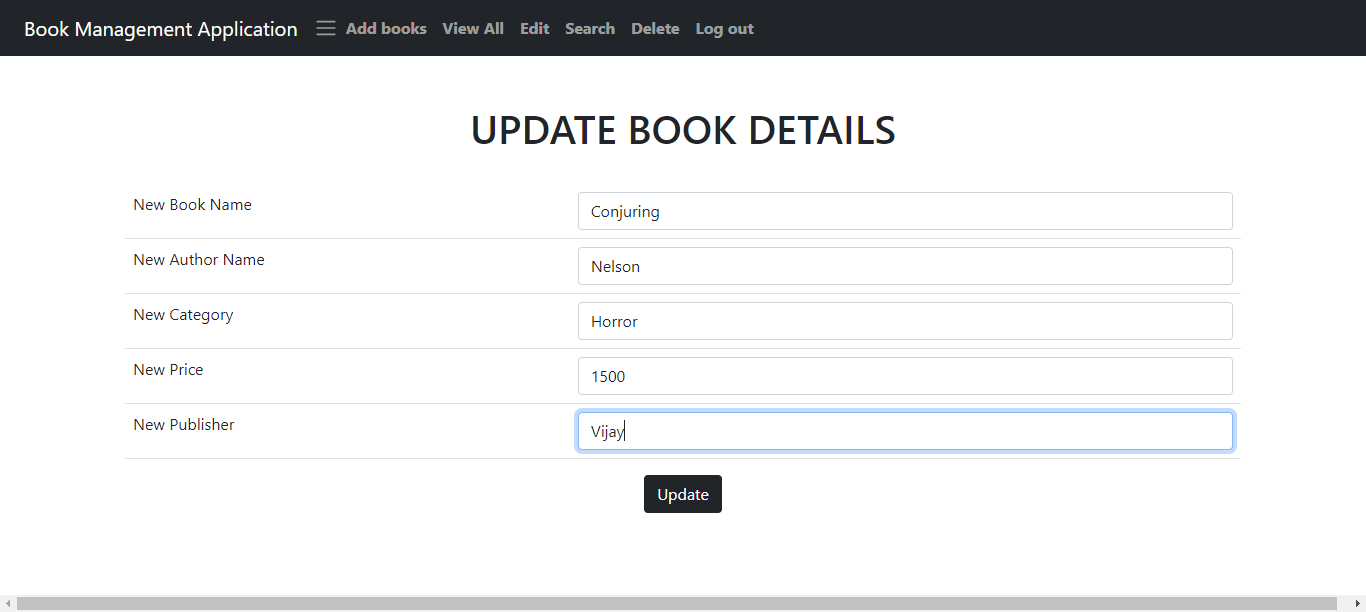 Book Management Application Add books View All Edit Search Delete Log out
UPDATE BOOK DETAILS
New Book Name Conjuring
New Author Name Nelson
New Category Horror
New Price 1500
New Publisher Vijay
Update